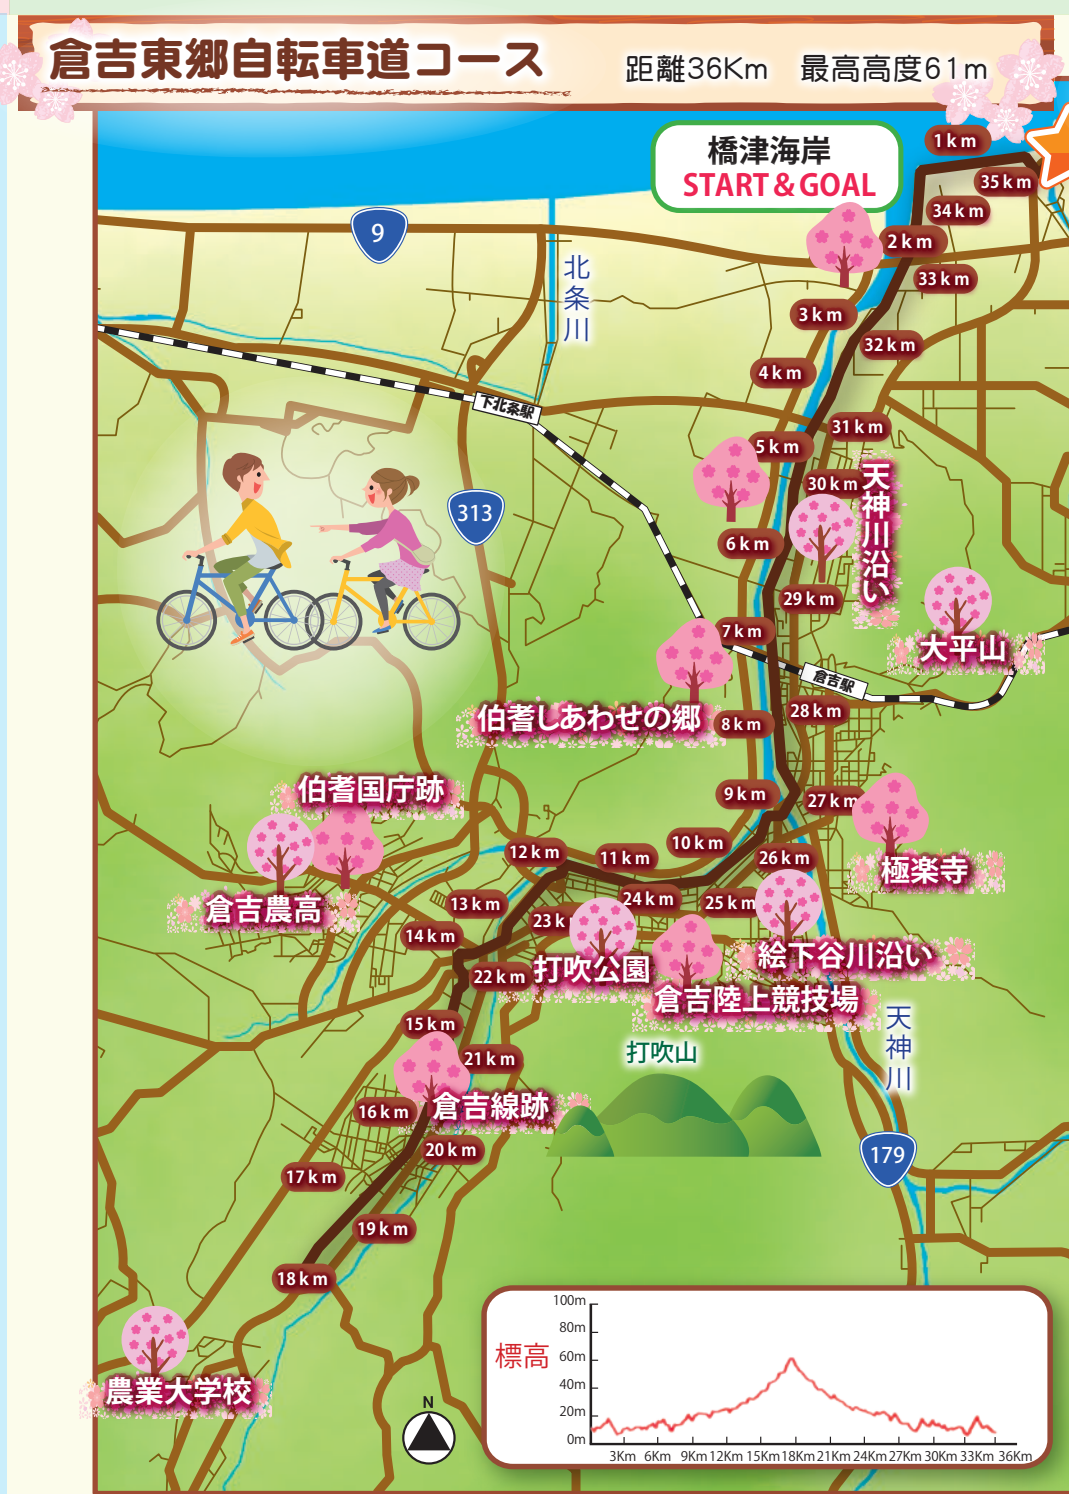 倉吉東郷自転車道コース
距離36Km 最高高度61m
橋津海岸
START & GOAL
1km
35km
34km
2km
33km
9
北条川
3km
32km
4km
下北条駅
31km
5km
30km
天神川沿い
313
6km
29km
大平山
7km
倉吉駅
伯耆しあわせの郷
8km
28km
伯耆国庁跡
9km
27km
10km
12km
11km
26km
極楽寺
倉吉農高
13km
24km
25km
23k
14km
絵下谷川沿い
22km
打吹公園
倉吉陸上競技場
15km
天神川
21km
打吹山
16km
倉吉線跡
20km
179
17km
19km
18km
農業大学校
N
標高
100m
80m
60m
40m
20m
0m
3Km 6Km 9Km 12Km 15Km 18Km 21Km 24Km 27Km 30Km 33Km 36Km